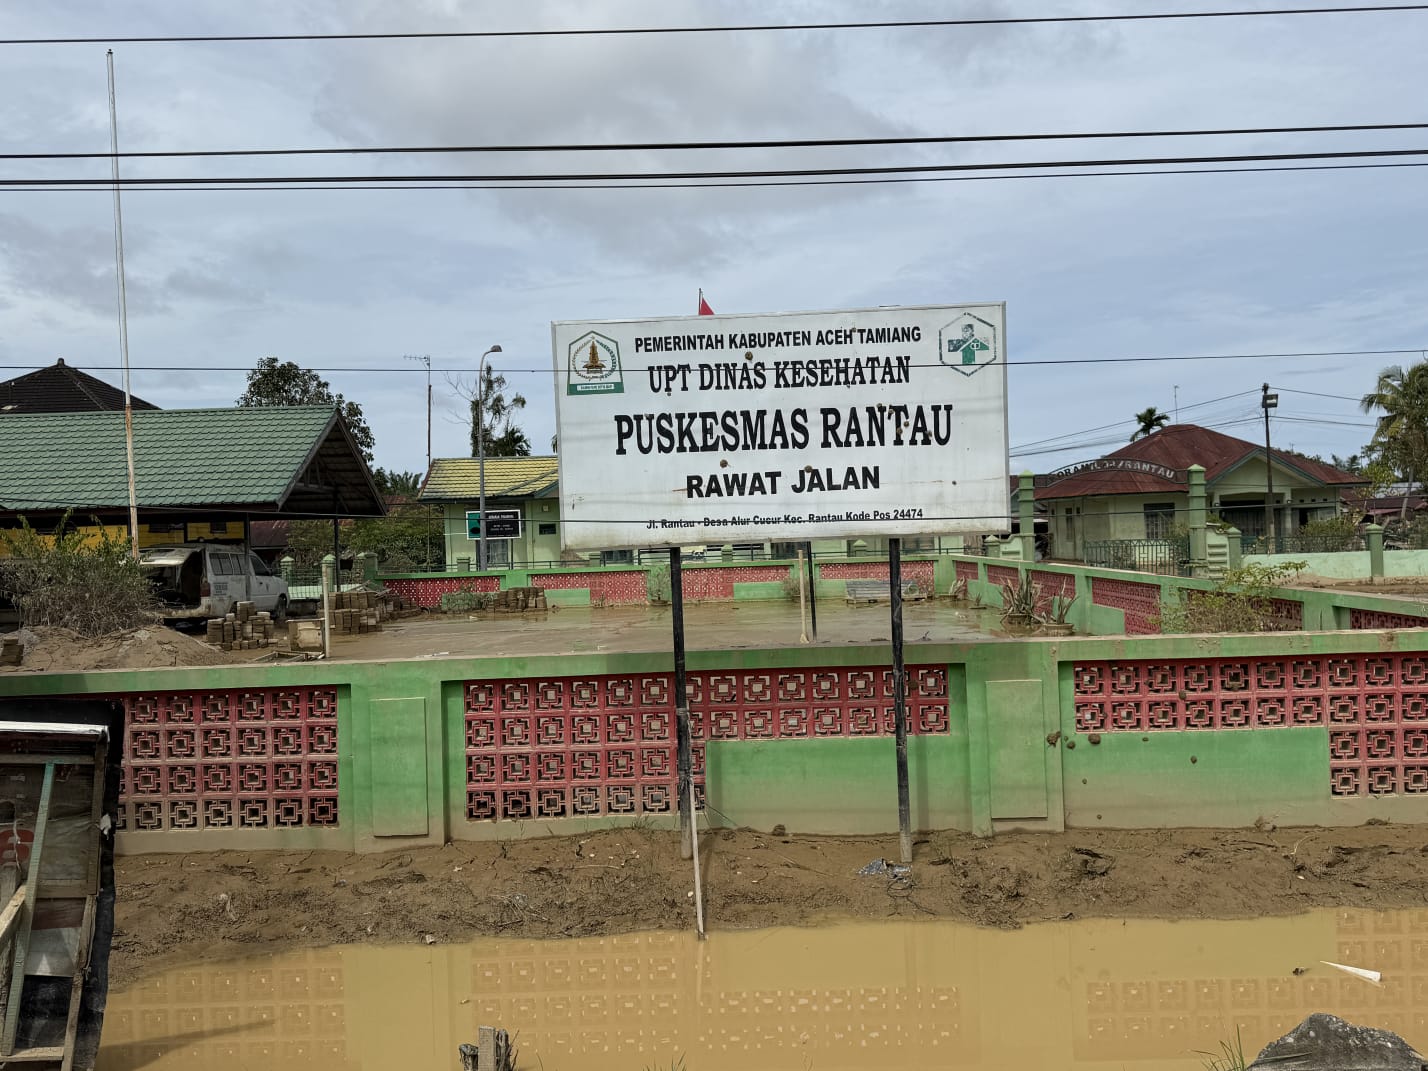 PEMERINTAH KABUPATEN ACEH TAMIANG
UPT DINAS KESEHATAN
PUSKESMAS RANTAU
RAWAT JALAN
Jl. Rantau - Desa Alur Cucur Kec. Rantau Kode Pos 24474